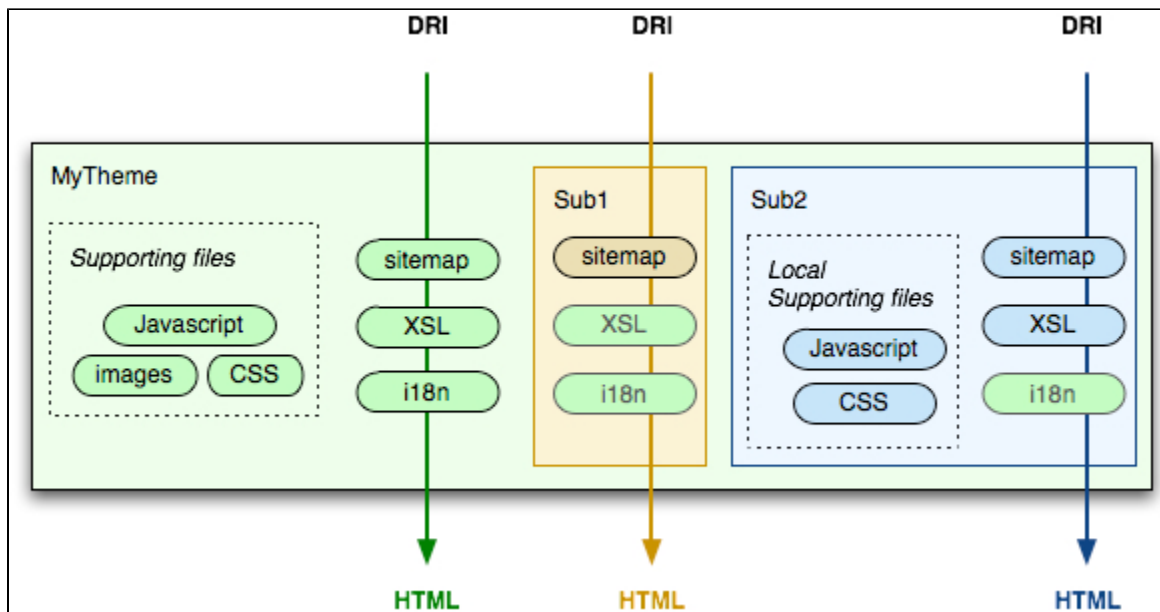 DRI DRI DRI
MyTheme
Supporting files
Javascript
images CSS
sitemap
XSL
i18n
Sub1
sitemap
XSL
i18n
Sub2
Local
Supporting files
Javascript
CSS
sitemap
XSL
i18n
HTML HTML HTML